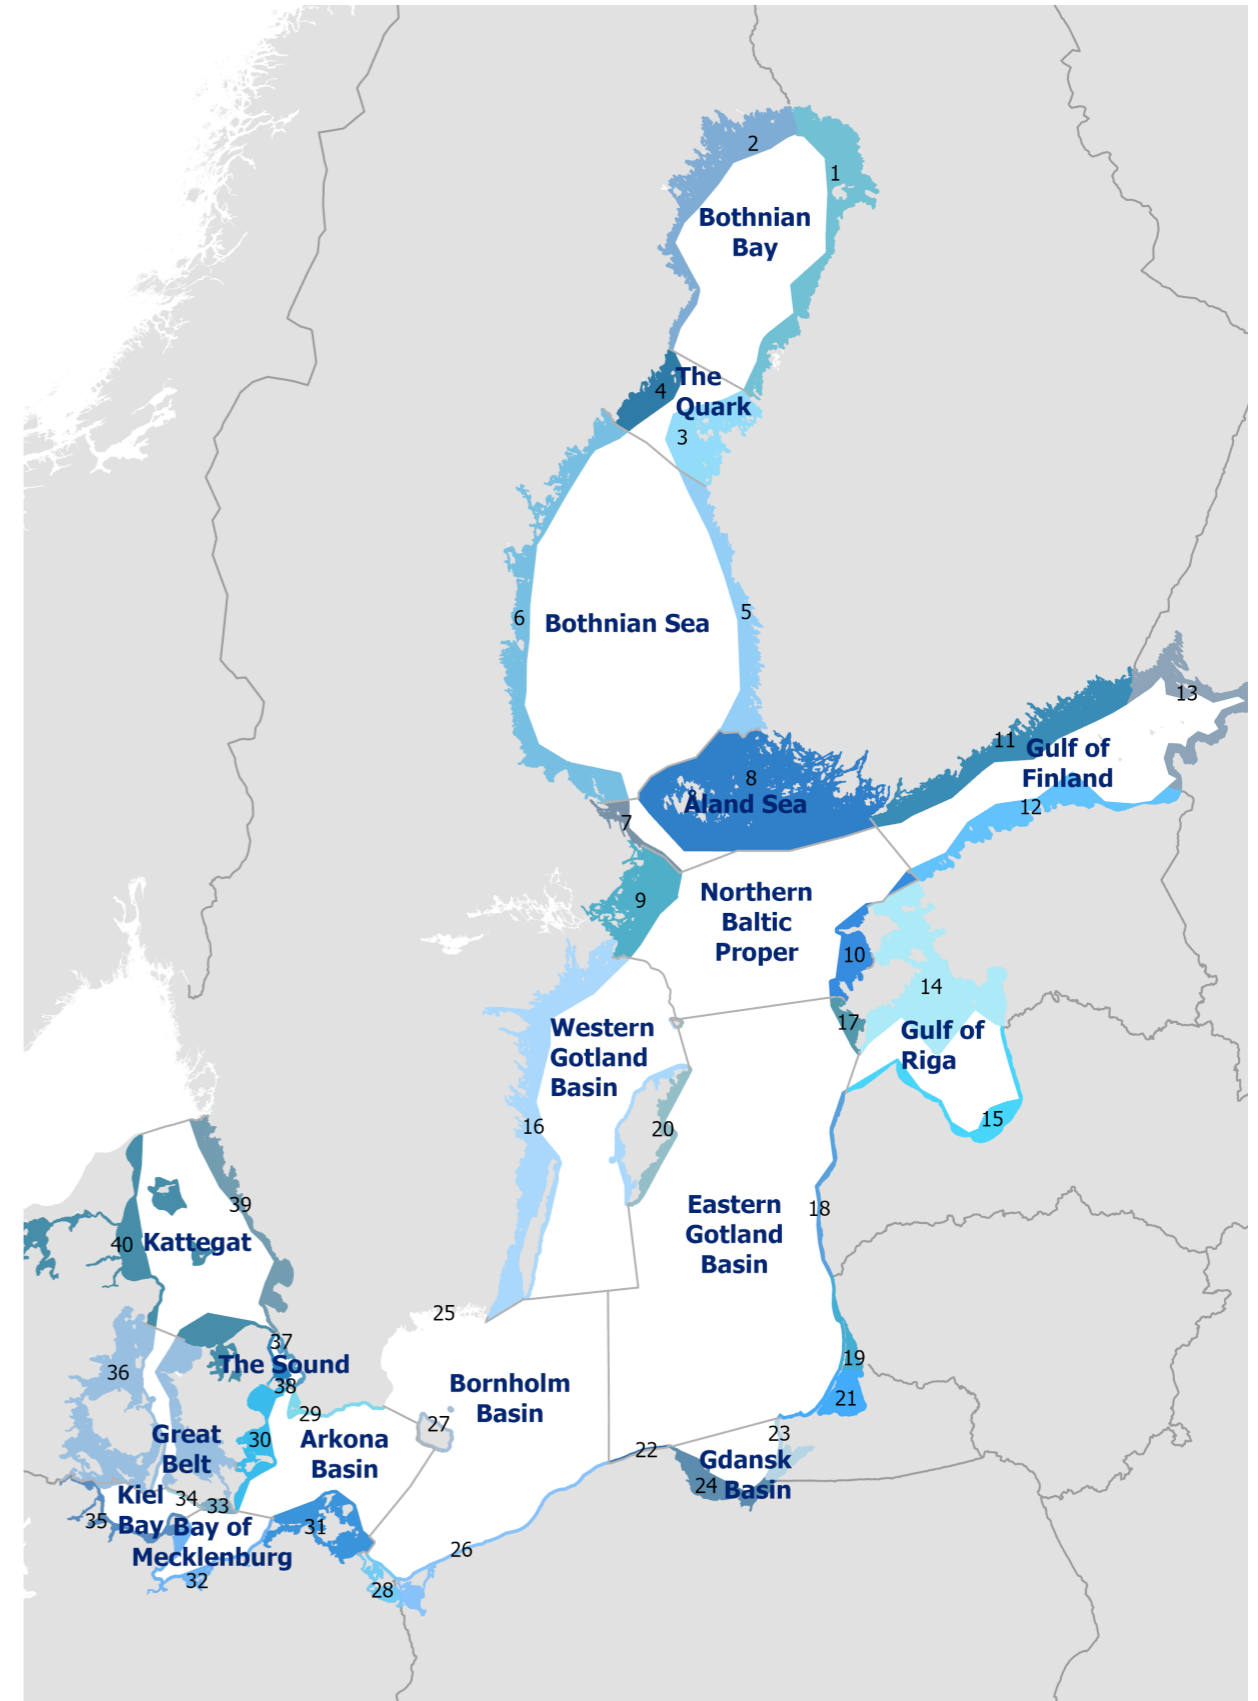 2
1
Bothnian
Bay
4
The
Quark
3
6
5
Bothnian Sea
13
11
Gulf of
Finland
8
Åland Sea
12
7
9
Northern
Baltic
Proper
10
14
17
Gulf of
Riga
Western
Gotland
Basin
16
20
15
39
Kattegat
40
Eastern
Gotland
Basin
18
25
37
The Sound
36
38
29
Bornholm
Basin
19
21
27
23
30
Arkona
Basin
Great
Belt
22
Gdansk
Basin
24
34
33
Kiel
Bay
35
Bay of
Mecklenburg
31
32
26
28